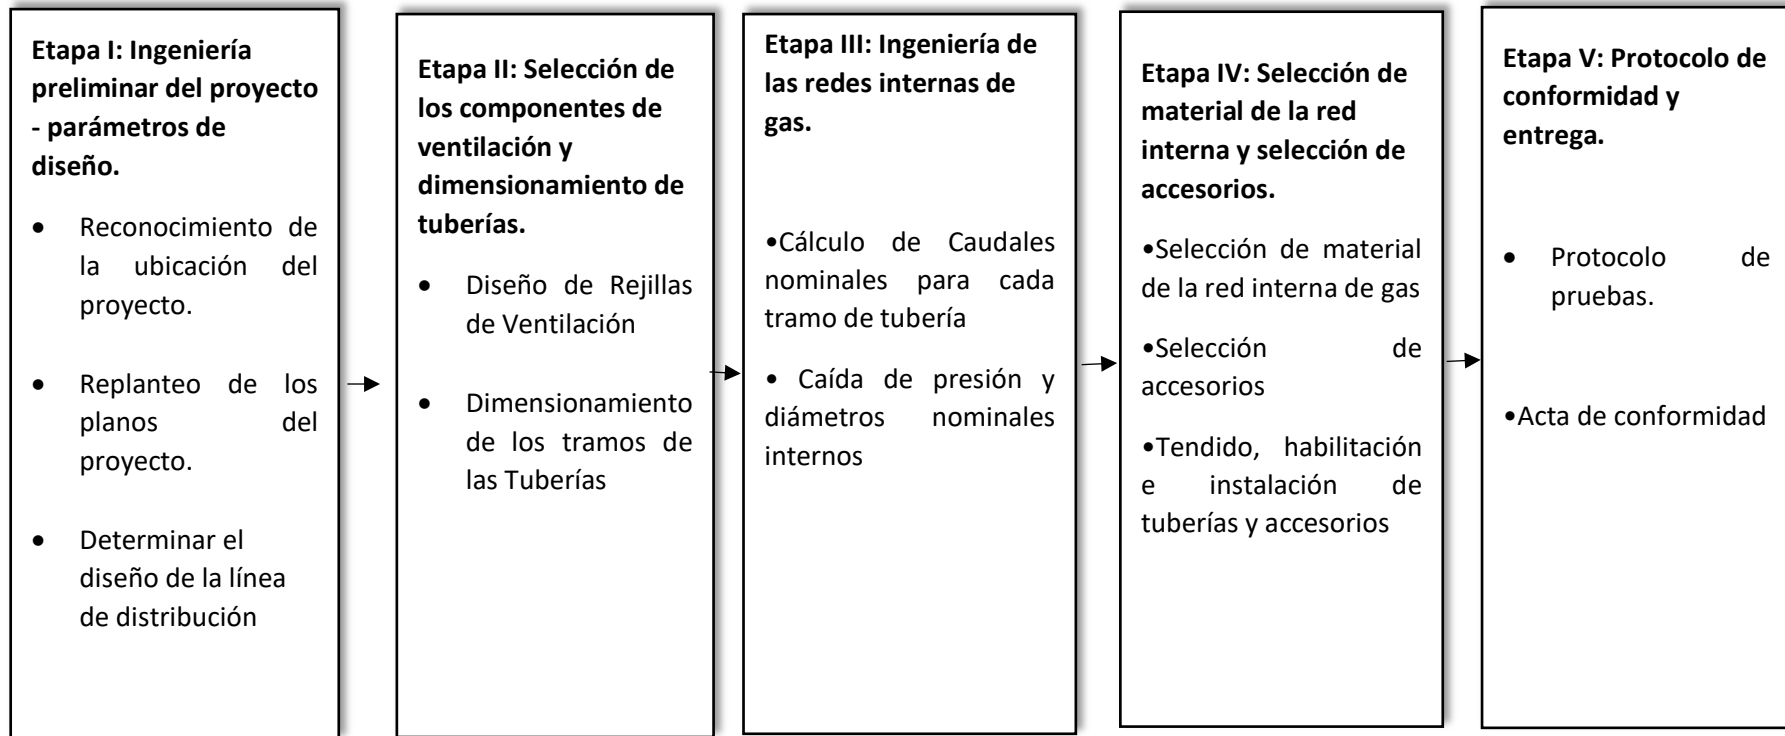 Etapa I: Ingeniería
preliminar del proyecto
- parámetros de
diseño.
• Reconocimiento de
la ubicación del
proyecto.
• Replanteo de los
planos del
proyecto.
• Determinar el
diseño de la línea
de distribución
Etapa II: Selección de
los componentes de
ventilación y
dimensionamiento de
tuberías.
• Diseño de Rejillas
de Ventilación
• Dimensionamiento
de los tramos de
las Tuberías
Etapa III: Ingeniería de
las redes internas de
gas.
•Cálculo de Caudales
nominales para cada
tramo de tubería
• Caída de presión y
diámetros nominales
internos
Etapa IV: Selección de
material de la red
interna y selección de
accesorios.
•Selección de material
de la red interna de gas
•Selección de
accesorios
•Tendido, habilitación
e instalación de
tuberías y accesorios
Etapa V: Protocolo de
conformidad y
entrega.
• Protocolo de
pruebas.
•Acta de conformidad